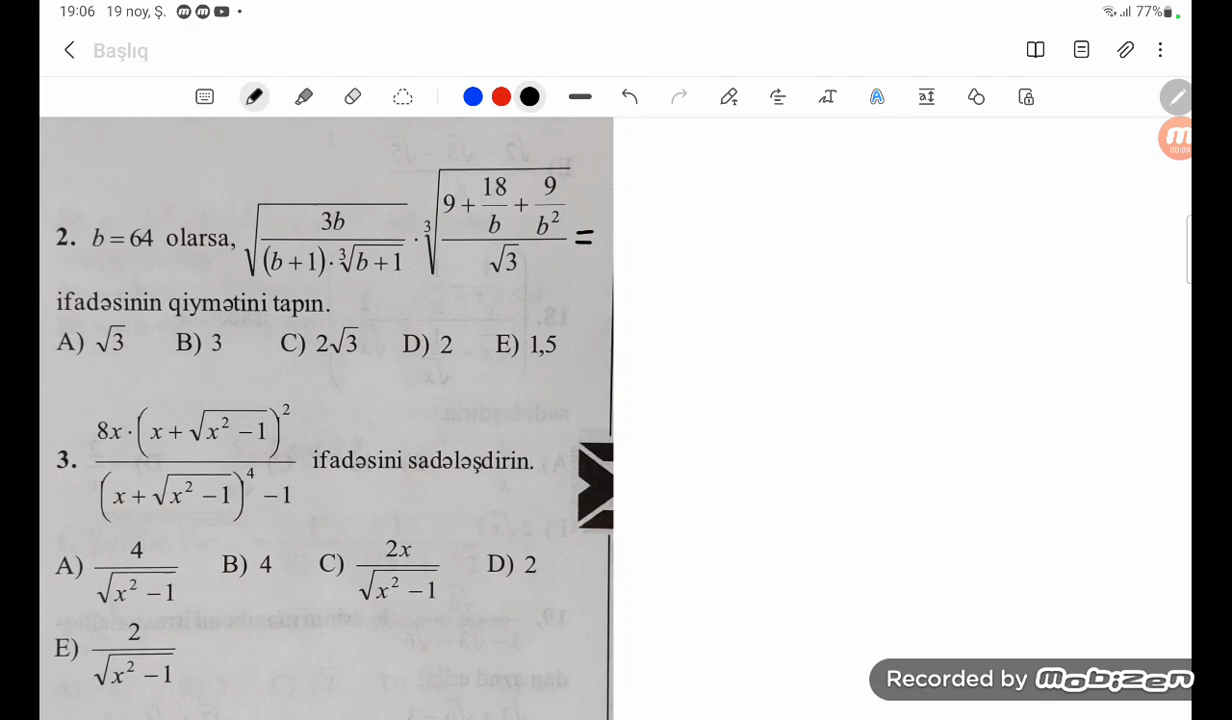 19:06 19 noy, Ş.
77%
Başlıq
00:09
2. b = 64 olarsa, √(3b / ((b + 1) · ∛(b + 1))) · ∛((9 + 18/b + 9/b²) / √3) =
ifadəsinin qiymətini tapın.
A) √3 B) 3 C) 2√3 D) 2 E) 1,5
3. 8x · (x + √(x² − 1))² / ((x + √(x² − 1))⁴ − 1) ifadəsini sadələşdirin.
A) 4/√(x² − 1) B) 4 C) 2x/√(x² − 1) D) 2
E) 2/√(x² − 1)
Recorded by mobizen